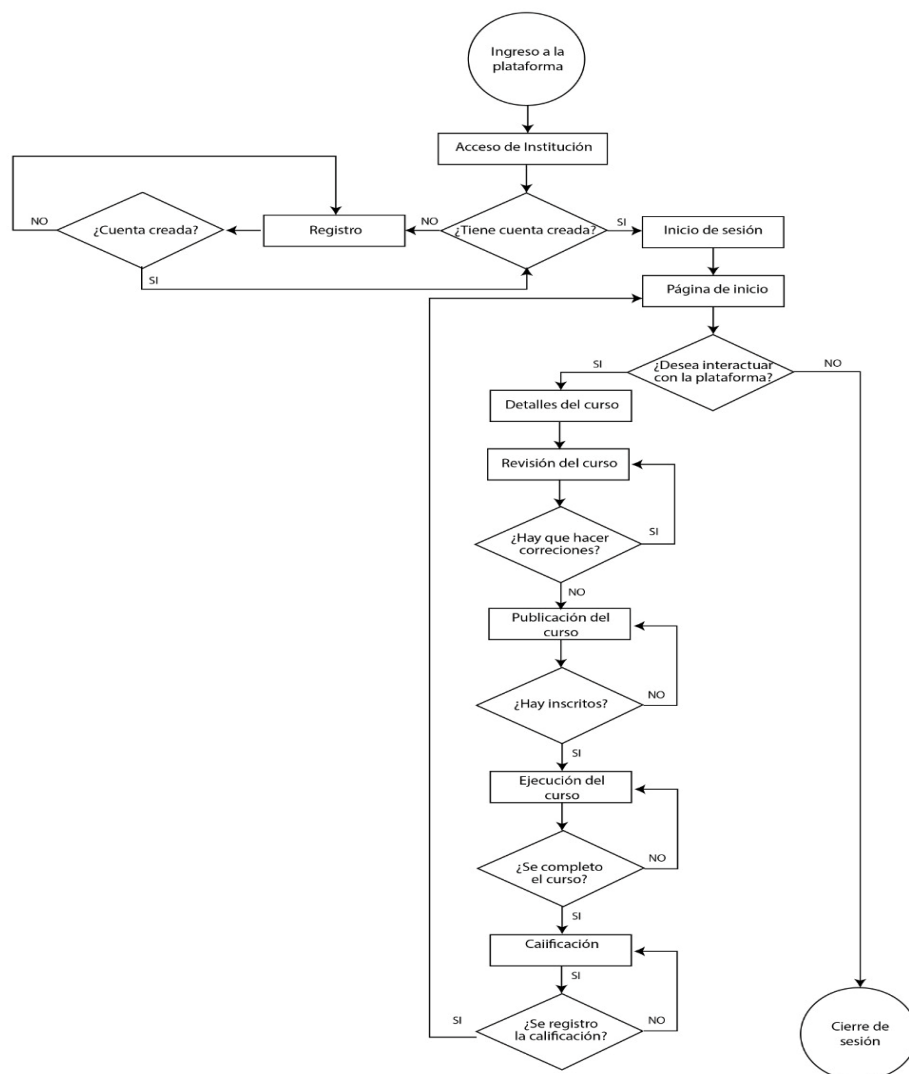 Ingreso a la
plataforma
Acceso de Institución
NO
¿Cuenta creada?
Registro
NO
¿Tiene cuenta creada?
SI
Inicio de sesión
SI
Página de inicio
¿Desea interactuar
con la plataforma?
SI
NO
Detalles del curso
Revisión del curso
¿Hay que hacer
correciones?
SI
NO
Publicación del
curso
¿Hay inscritos?
NO
SI
Ejecución del
curso
¿Se completo
el curso?
NO
SI
Caiificación
SI
¿Se registro
la calificación?
SI
NO
Cierre de
sesión